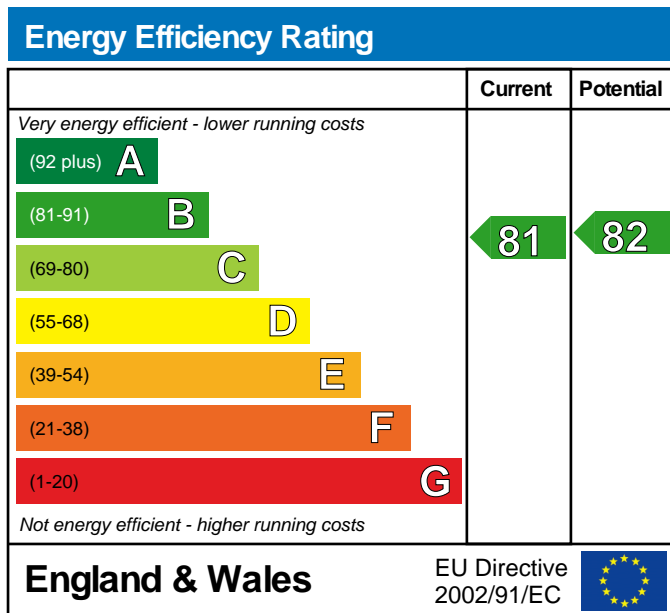 Energy Efficiency Rating
Current Potential
Very energy efficient - lower running costs
(92 plus) A
(81-91) B
(69-80) C
(55-68) D
(39-54) E
(21-38) F
(1-20) G
81
82
Not energy efficient - higher running costs
England & Wales
EU Directive
2002/91/EC